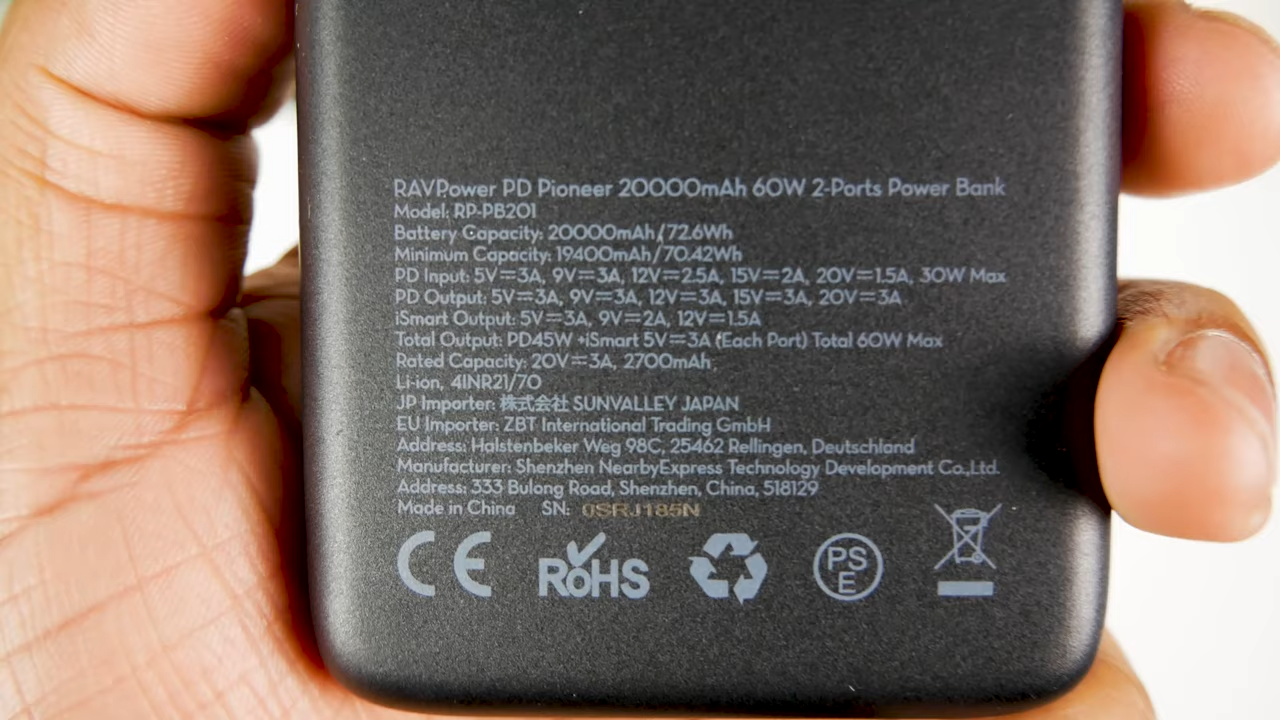 RAVPower PD Pioneer 20000mAh 60W 2-Ports Power Bank
Model: RP-PB201
Battery Capacity: 20000mAh/72.6Wh
Minimum Capacity: 19400mAh/70.42Wh
PD Input: 5V⎓3A, 9V⎓3A, 12V⎓2.5A, 15V⎓2A, 20V⎓1.5A, 30W Max
PD Output: 5V⎓3A, 9V⎓3A, 12V⎓3A, 15V⎓3A, 20V⎓3A
iSmart Output: 5V⎓3A, 9V⎓2A, 12V⎓1.5A
Total Output: PD45W +iSmart 5V⎓3A (Each Port) Total 60W Max
Rated Capacity: 20V⎓3A, 2700mAh,
Li-ion, 4INR21/70
JP Importer: 株式会社 SUNVALLEY JAPAN
EU Importer: ZBT International Trading GmbH
Address: Halstenbeker Weg 98C, 25462 Rellingen, Deutschland
Manufacturer: Shenzhen NearbyExpress Technology Development Co.,Ltd.
Address: 333 Bulong Road, Shenzhen, China, 518129
Made in China SN: 0SRJ185N
CE RoHS PSE